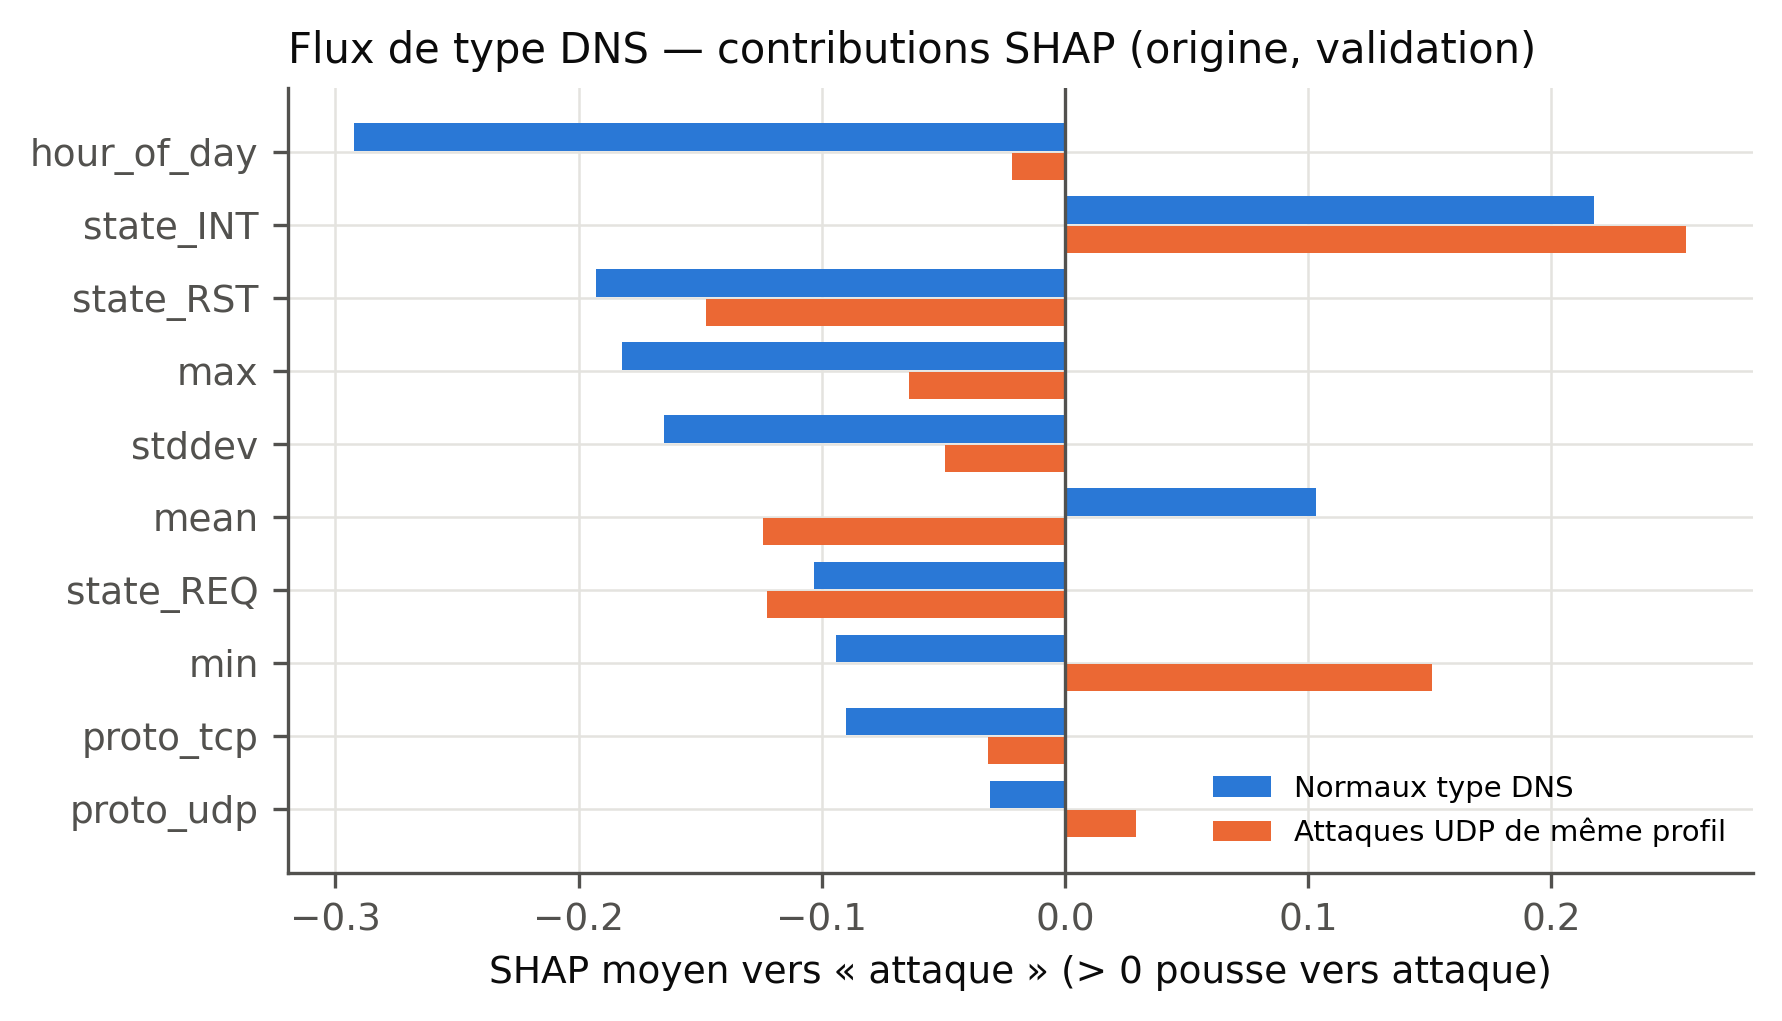 Flux de type DNS — contributions SHAP (origine, validation)
hour_of_day
state_INT
state_RST
max
stddev
mean
state_REQ
min
proto_tcp
proto_udp
Normaux type DNS
Attaques UDP de même profil
−0.3 −0.2 −0.1 0.0 0.1 0.2
SHAP moyen vers « attaque » (> 0 pousse vers attaque)